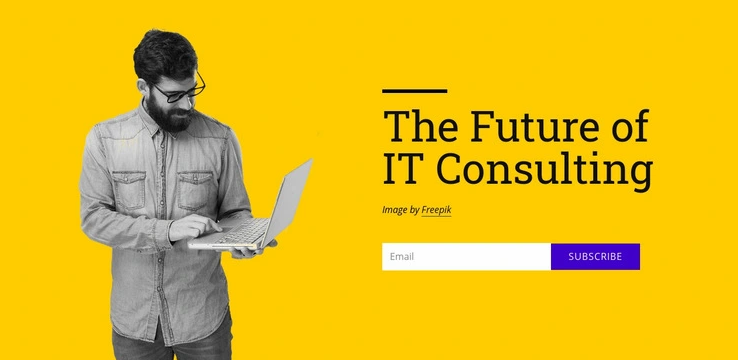 The Future of
IT Consulting
Image by Freepik
Email
SUBSCRIBE